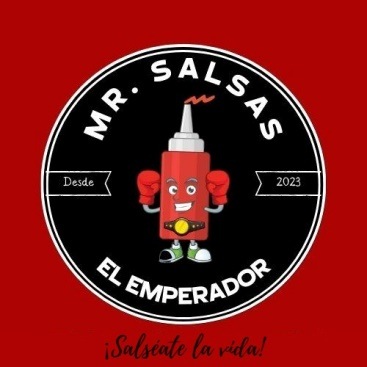 MR. SALSAS
Desde 2023
EL EMPERADOR
¡Salséate la vida!